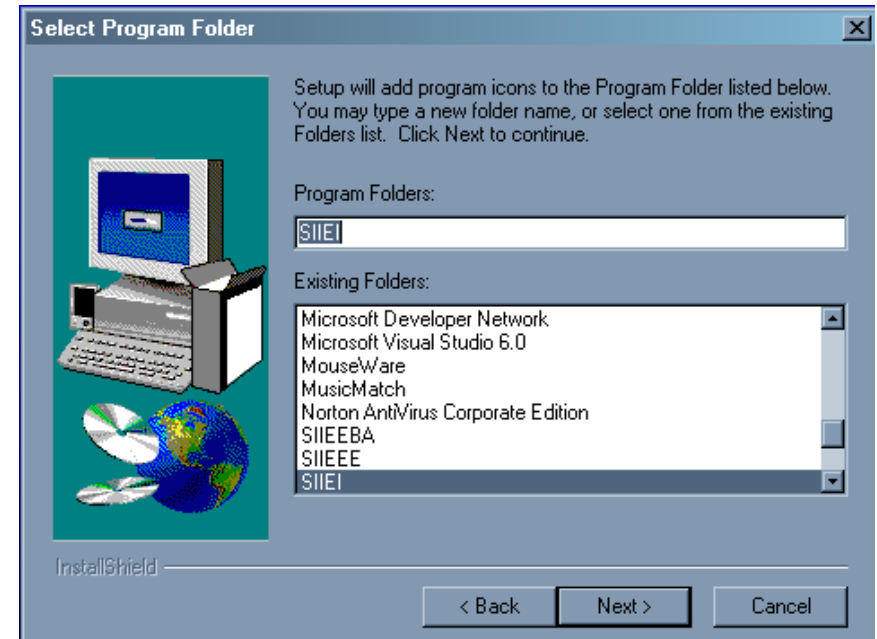 Select Program Folder
Setup will add program icons to the Program Folder listed below.
You may type a new folder name, or select one from the existing
Folders list.  Click Next to continue.
Program Folders:
SIIEI
Existing Folders:
Microsoft Developer Network
Microsoft Visual Studio 6.0
MouseWare
MusicMatch
Norton AntiVirus Corporate Edition
SIIEEBA
SIIEEE
SIIEI
InstallShield
< Back
Next >
Cancel